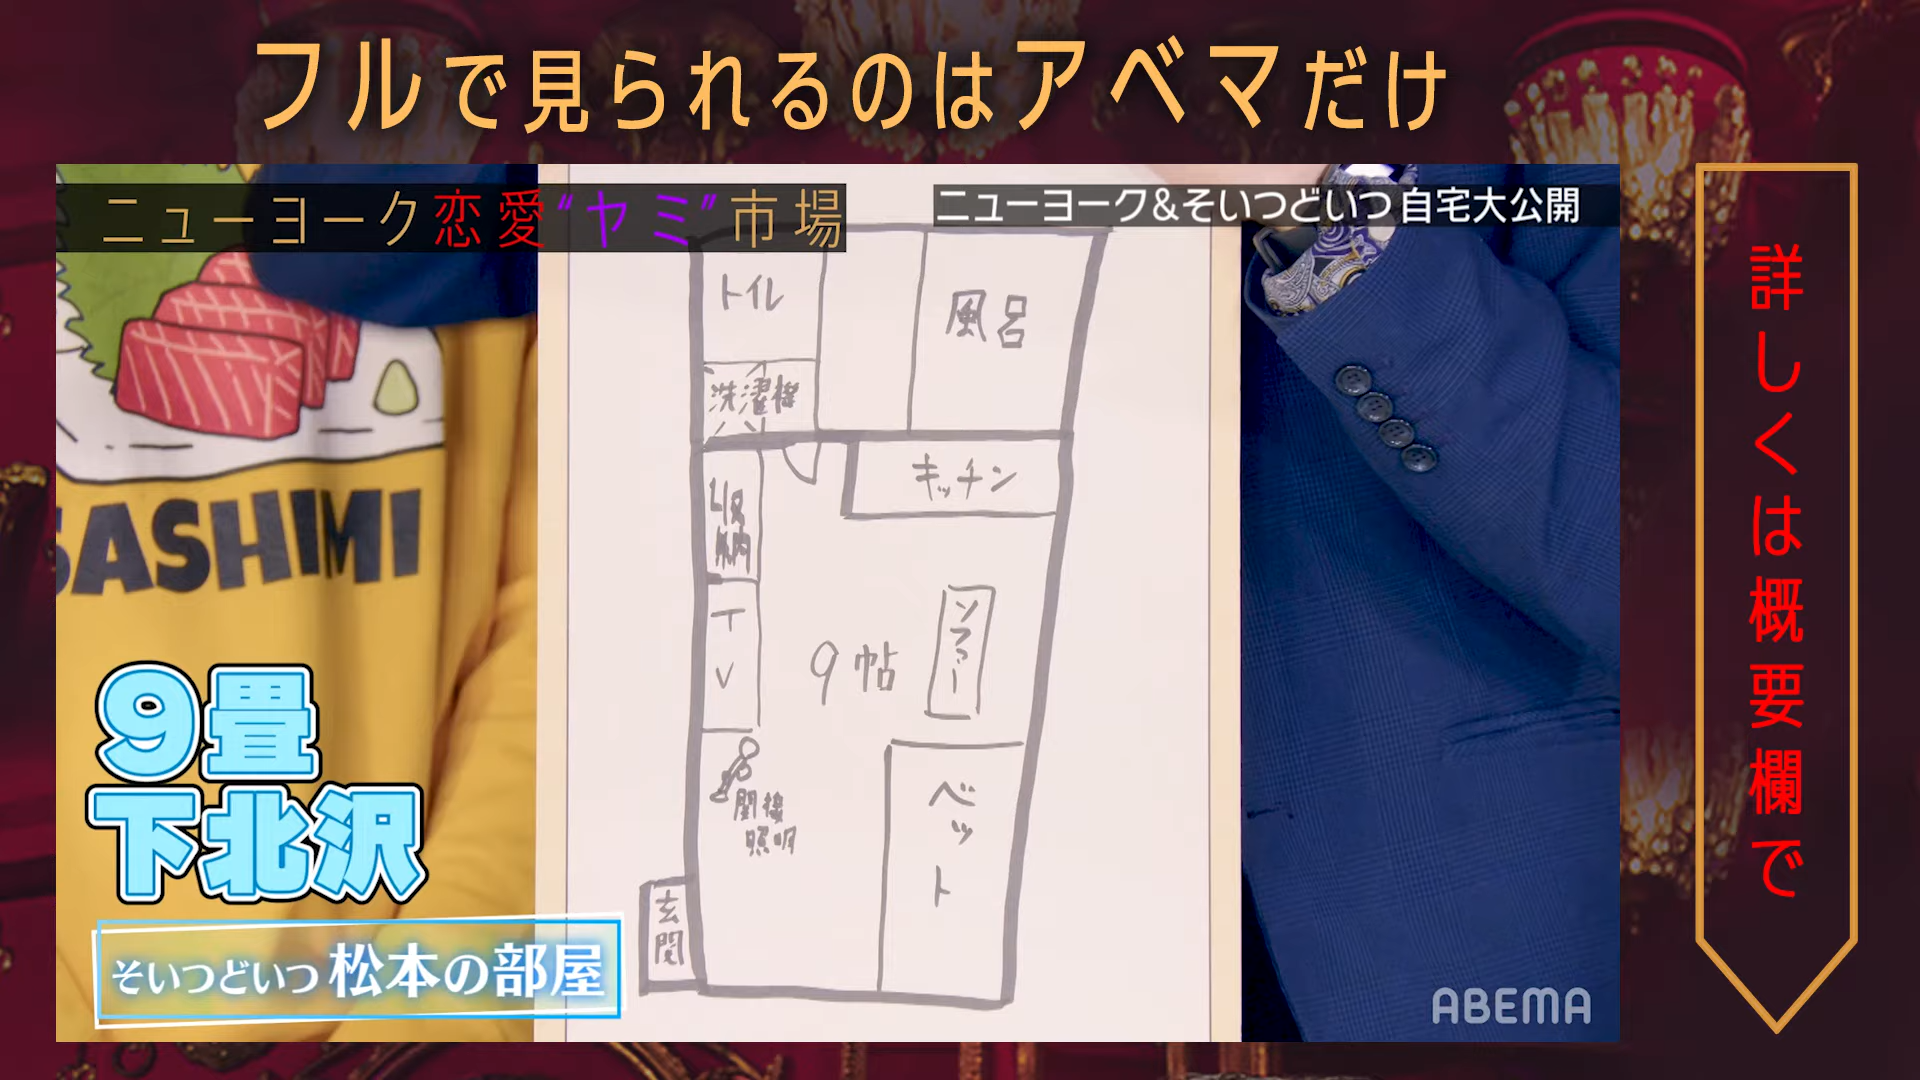 フルで見られるのはアベマだけ
ニューヨーク恋愛“ヤミ”市場
ニューヨーク&そいつどいつ自宅大公開
詳しくは概要欄で
トイレ
風呂
洗濯機
キッチン
収納
TV
9帖
ソファー
間接
照明
ベット
玄関
SASHIMI
9畳
下北沢
そいつどいつ松本の部屋
ABEMA